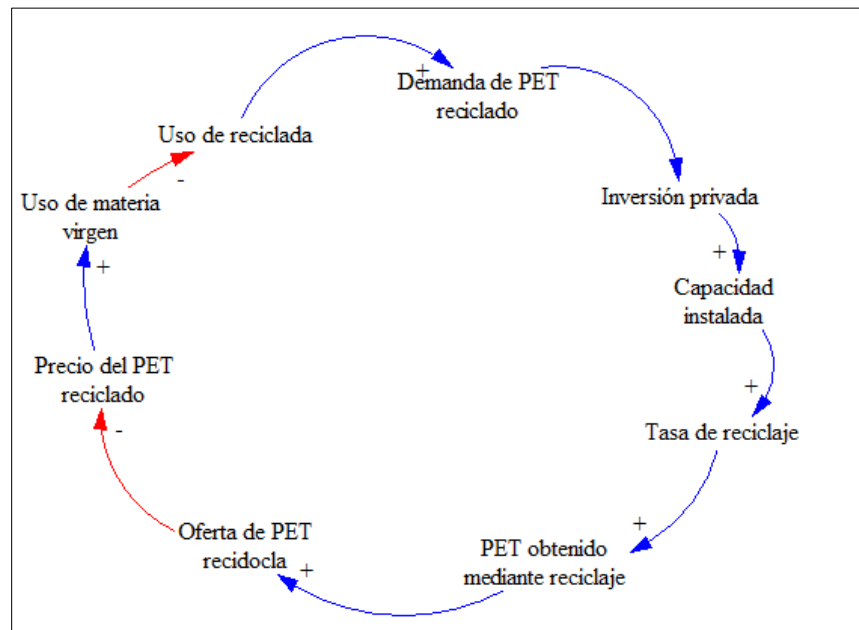 +
Demanda de PET
reciclado
Uso de reciclada
-
Uso de materia
virgen
+
Inversión privada
+
Capacidad
instalada
Precio del PET
reciclado
-
+
Tasa de reciclaje
Oferta de PET
recidocla
+
+
PET obtenido
mediante reciclaje